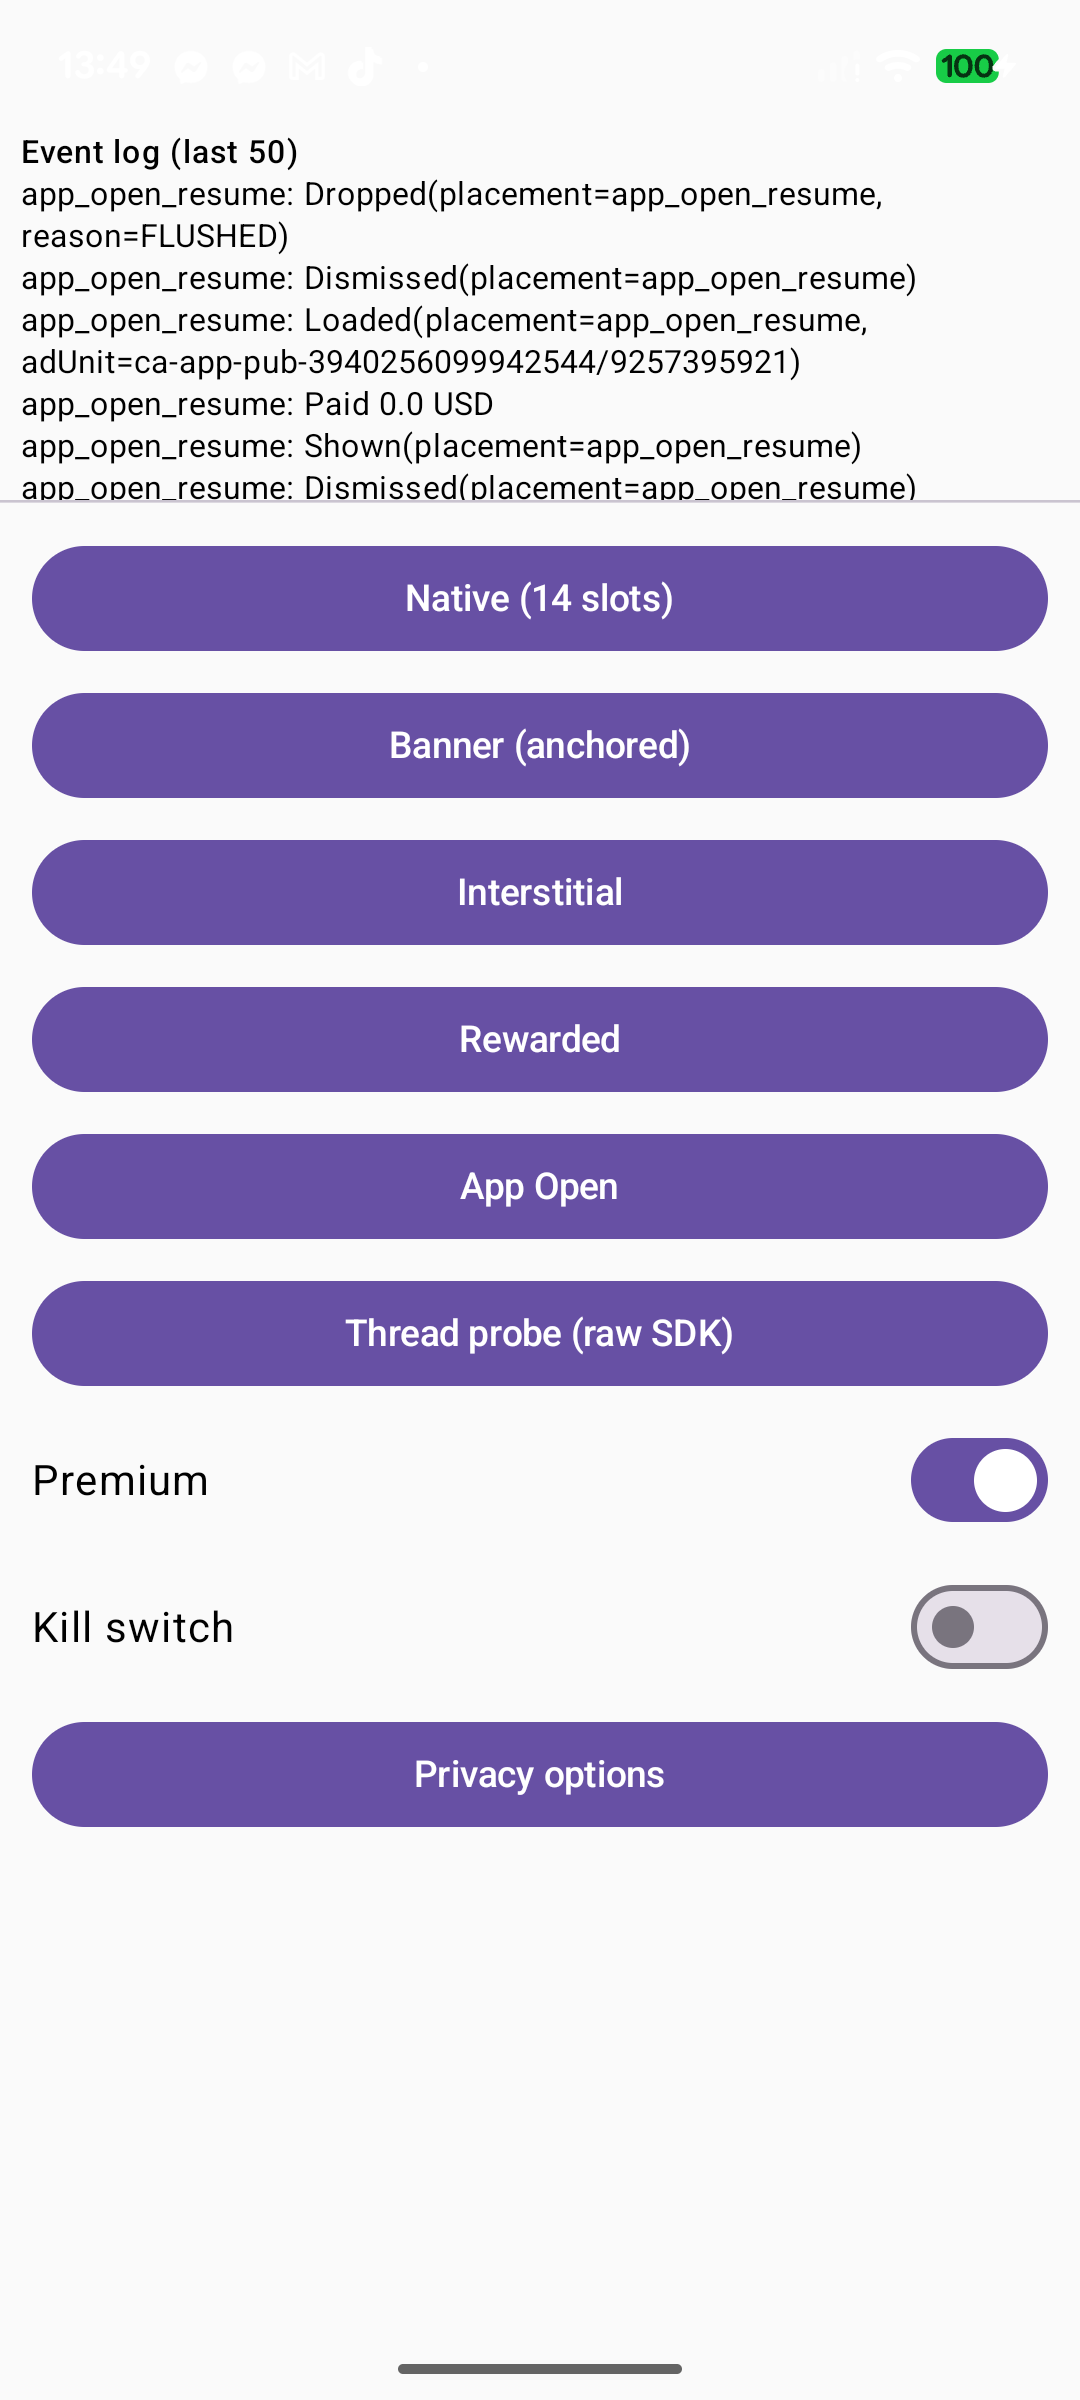 13:49
100
Event log (last 50)
app_open_resume: Dropped(placement=app_open_resume,
reason=FLUSHED)
app_open_resume: Dismissed(placement=app_open_resume)
app_open_resume: Loaded(placement=app_open_resume,
adUnit=ca-app-pub-3940256099942544/9257395921)
app_open_resume: Paid 0.0 USD
app_open_resume: Shown(placement=app_open_resume)
app_open_resume: Dismissed(placement=app_open_resume)
Native (14 slots)
Banner (anchored)
Interstitial
Rewarded
App Open
Thread probe (raw SDK)
Premium
Kill switch
Privacy options